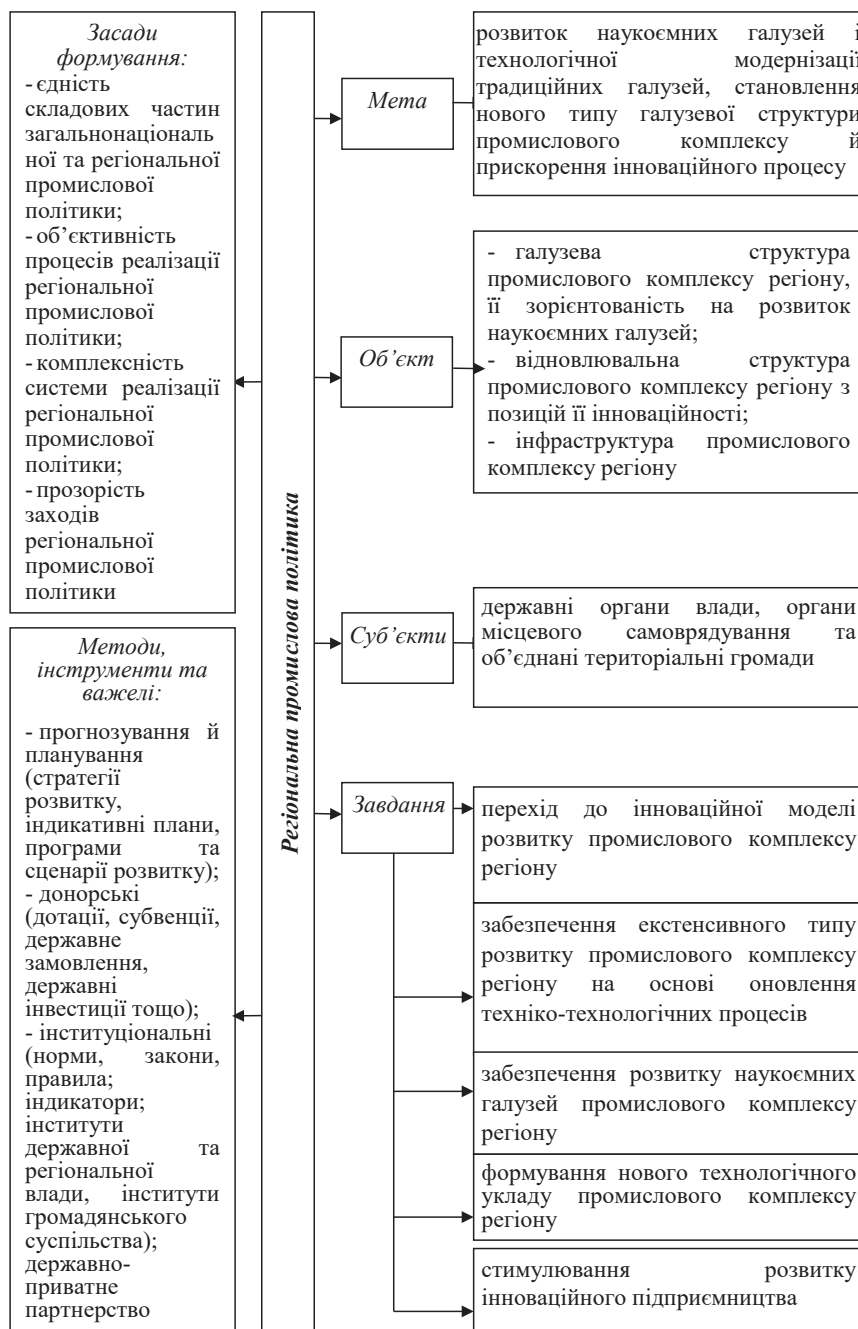 Засади
формування:
- єдність
складових частин
загальнонаціональ
ної та регіональної
промислової
політики;
- об’єктивність
процесів реалізації
регіональної
промислової
політики;
- комплексність
системи реалізації
регіональної
промислової
політики;
- прозорість
заходів
регіональної
промислової
політики
Методи,
інструменти та
важелі:
- прогнозування й
планування
(стратегії
розвитку,
індикативні плани,
програми та
сценарії розвитку);
- донорські
(дотації, субвенції,
державне
замовлення,
державні
інвестиції тощо);
- інституціональні
(норми, закони,
правила;
індикатори;
інститути
державної та
регіональної
влади, інститути
громадянського
суспільства);
державно-
приватне
партнерство
Регіональна промислова політика
Мета
розвиток наукоємних галузей і
технологічної модернізації
традиційних галузей, становлення
нового типу галузевої структури
промислового комплексу й
прискорення інноваційного процесу
Об’єкт
- галузева структура
промислового комплексу регіону,
її зорієнтованість на розвиток
наукоємних галузей;
- відновлювальна структура
промислового комплексу регіону з
позицій її інноваційності;
- інфраструктура промислового
комплексу регіону
Суб’єкти
державні органи влади, органи
місцевого самоврядування та
об’єднані територіальні громади
Завдання
перехід до інноваційної моделі
розвитку промислового комплексу
регіону
забезпечення екстенсивного типу
розвитку промислового комплексу
регіону на основі оновлення
техніко-технологічних процесів
забезпечення розвитку наукоємних
галузей промислового комплексу
регіону
формування нового технологічного
укладу промислового комплексу
регіону
стимулювання розвитку
інноваційного підприємництва